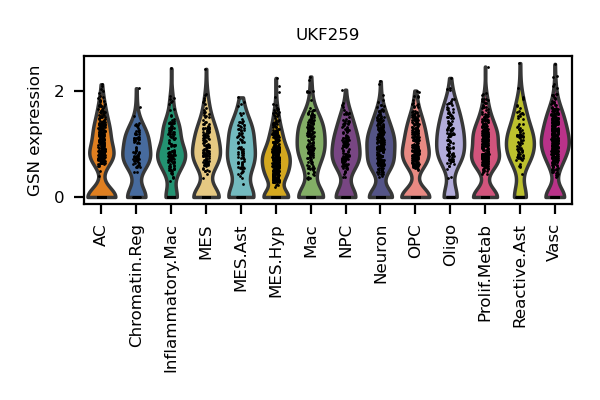 UKF259
GSN expression
2
0
AC
Chromatin.Reg
Inflammatory.Mac
MES
MES.Ast
MES.Hyp
Mac
NPC
Neuron
OPC
Oligo
Prolif.Metab
Reactive.Ast
Vasc